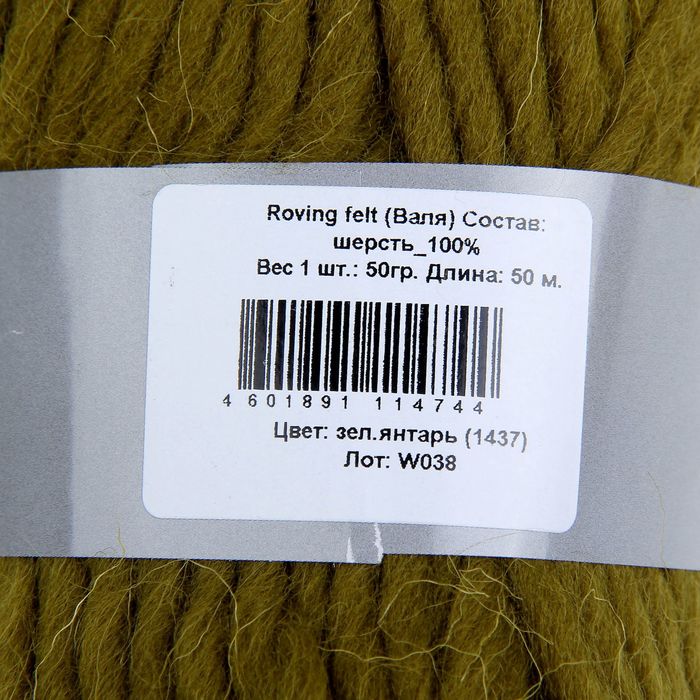 Roving felt (Валя) Состав:
шерсть_100%
Вес 1 шт.: 50гр. Длина: 50 м.
4 601891 114744
Цвет: зел.янтарь (1437)
Лот: W038